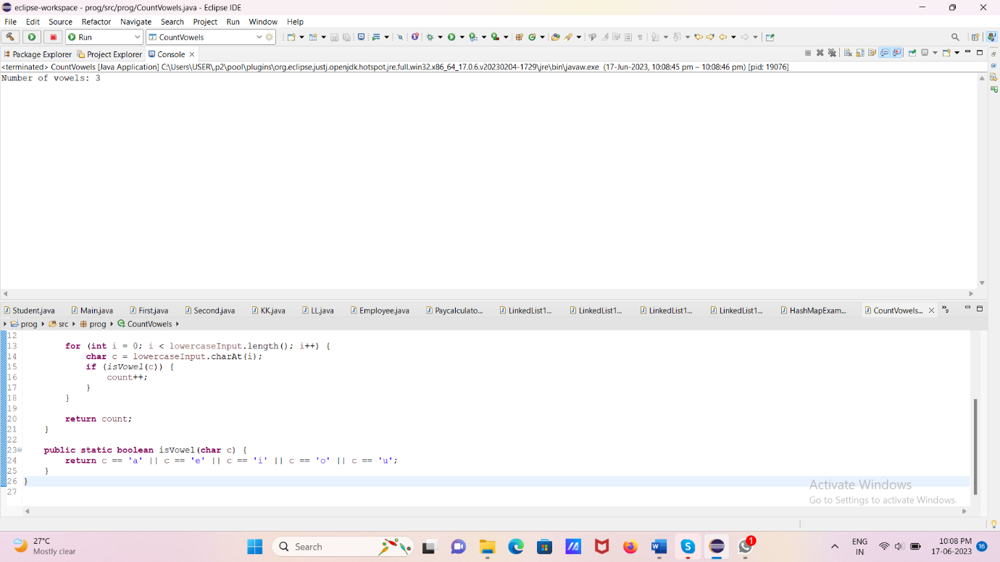 eclipse-workspace - prog/src/prog/CountVowels.java - Eclipse IDE
File Edit Source Refactor Navigate Search Project Run Window Help
Run CountVowels
Package Explorer Project Explorer Console
<terminated> CountVowels [Java Application] C:\Users\USER\.p2\pool\plugins\org.eclipse.justj.openjdk.hotspot.jre.full.win32.x86_64_17.0.6.v20230204-1729\jre\bin\javaw.exe (17-Jun-2023, 10:08:45 pm – 10:08:46 pm) [pid: 19076]
Number of vowels: 3
Student.java Main.java First.java Second.java KK.java LL.java Employee.java Paycalculato... LinkedList1... LinkedList1... LinkedList1... LinkedList1... HashMapExam... CountVowels... 9
prog src prog CountVowels
12
13 for (int i = 0; i < lowercaseInput.length(); i++) {
14 char c = lowercaseInput.charAt(i);
15 if (isVowel(c)) {
16 count++;
17 }
18 }
19
20 return count;
21 }
22
23 public static boolean isVowel(char c) {
24 return c == 'a' || c == 'e' || c == 'i' || c == 'o' || c == 'u';
25 }
26 }
27
Activate Windows
Go to Settings to activate Windows.
27°C
Mostly clear
Search
1
ENG
IN
10:08 PM
17-06-2023
16